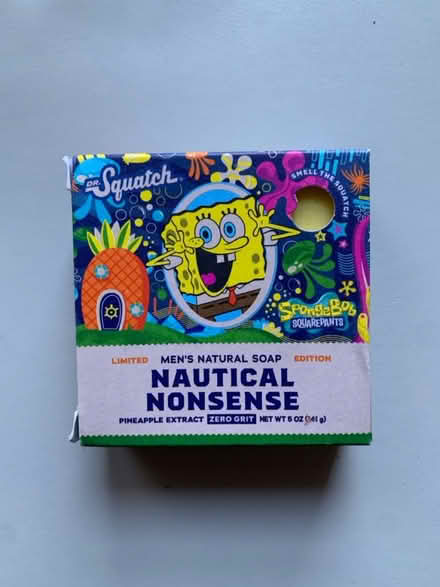 DR. Squatch
SMELL THE SQUATCH
SpongeBob
SQUAREPANTS
LIMITED MEN'S NATURAL SOAP EDITION
NAUTICAL
NONSENSE
PINEAPPLE EXTRACT ZERO GRIT NET WT 5 OZ (141 g)